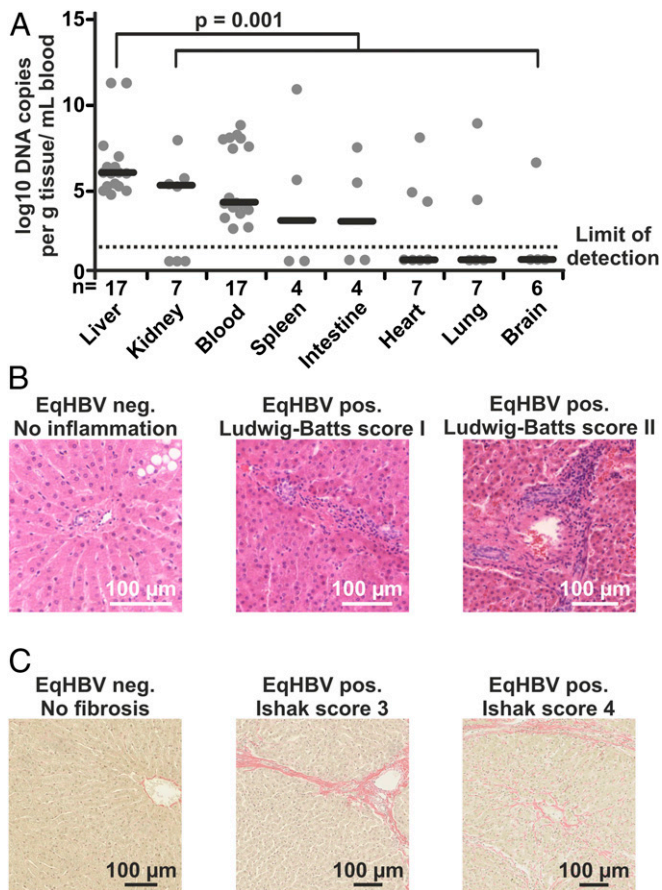 A
15
10
5
0
log10 DNA copies
per g tissue/ mL blood
p = 0.001
Limit of
detection
n= 17 7 17 4 4 7 7 6
Liver
Kidney
Blood
Spleen
Intestine
Heart
Lung
Brain
B
EqHBV neg.
No inflammation
100 µm
EqHBV pos.
Ludwig-Batts score I
100 µm
EqHBV pos.
Ludwig-Batts score II
100 µm
C
EqHBV neg.
No fibrosis
100 µm
EqHBV pos.
Ishak score 3
100 µm
EqHBV pos.
Ishak score 4
100 µm